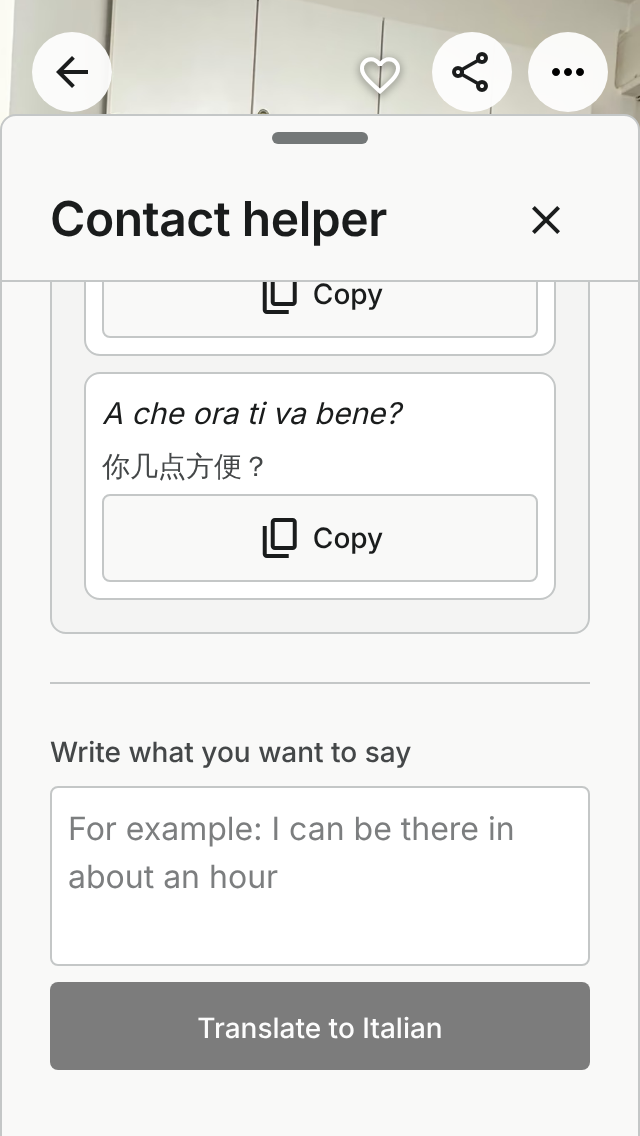 Contact helper
Copy
A che ora ti va bene?
你几点方便？
Copy
Write what you want to say
For example: I can be there in
about an hour
Translate to Italian